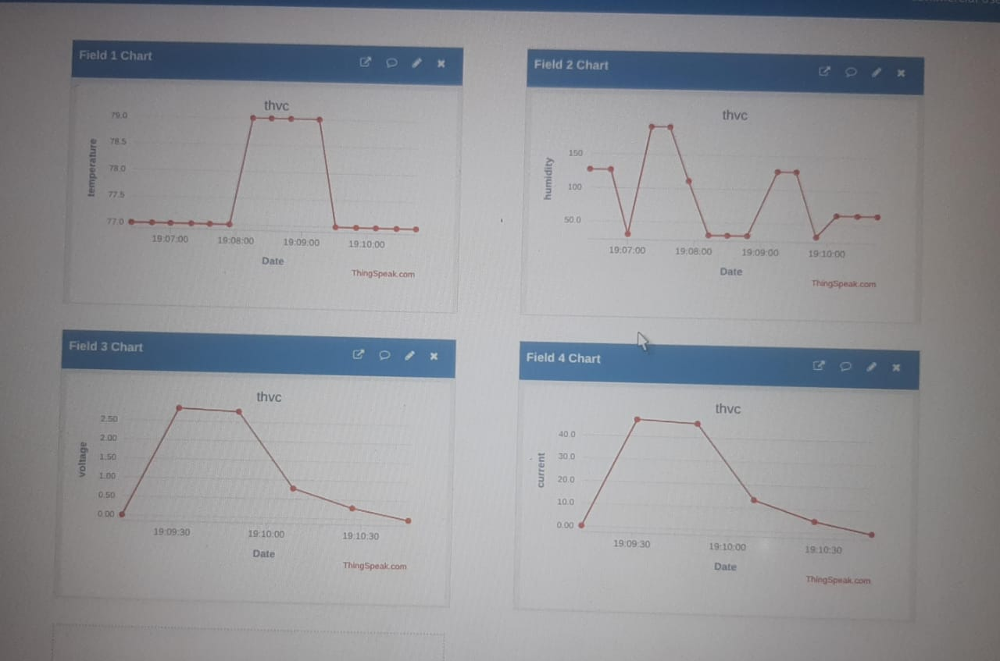 Field 1 Chart
thvc
79.0
78.5
78.0
77.5
77.0
temperature
19:07:00 19:08:00 19:09:00 19:10:00
Date
ThingSpeak.com
Field 2 Chart
thvc
150
100
50.0
humidity
19:07:00 19:08:00 19:09:00 19:10:00
Date
ThingSpeak.com
Field 3 Chart
thvc
2.50
2.00
1.50
1.00
0.50
0.00
voltage
19:09:30 19:10:00 19:10:30
Date
ThingSpeak.com
Field 4 Chart
thvc
40.0
30.0
20.0
10.0
0.00
current
19:09:30 19:10:00 19:10:30
Date
ThingSpeak.com